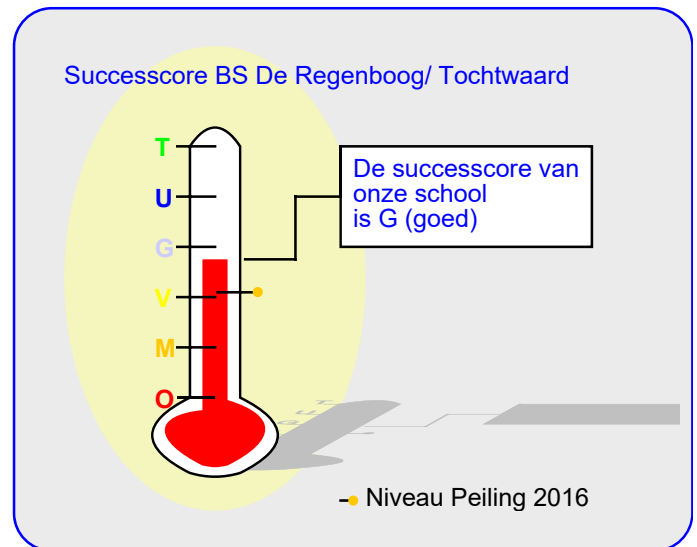 Successcore BS De Regenboog/ Tochtwaard
T
U
G
V
M
O
De successcore van
onze school
is G (goed)
Niveau Peiling 2016